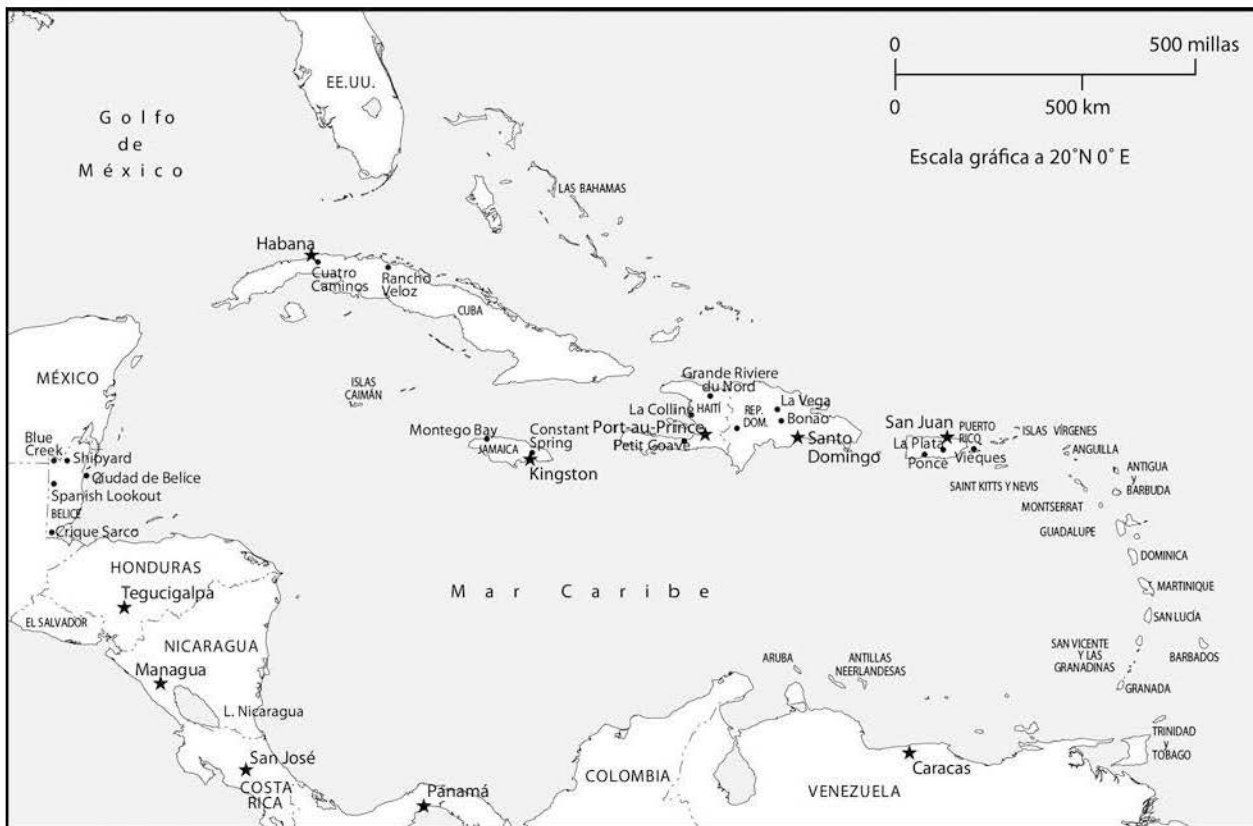 0 500 millas
0 500 km
Escala gráfica a 20°N 0° E
EE.UU.
Golfo
de
México
LAS BAHAMAS
Habana
Cuatro
Caminos
Rancho
Veloz
CUBA
MÉXICO
ISLAS
CAIMÁN
Grande Riviere
du Nord
La Colline
HAITÍ
REP.
DOM.
La Vega
Bonao
Port-au-Prince
Petit Goave
Santo
Domingo
Montego Bay
Constant
Spring
JAMAICA
Kingston
San Juan
PUERTO
RICO
La Plata
Ponce
Vieques
ISLAS VÍRGENES
ANGUILLA
SAINT KITTS Y NEVIS
ANTIGUA
y
BARBUDA
MONTSERRAT
GUADALUPE
DOMINICA
MARTINIQUE
SAN LUCÍA
SAN VICENTE
Y LAS
GRANADINAS
BARBADOS
GRANADA
TRINIDAD
y
TOBAGO
Blue
Creek
Shipyard
Ciudad de Belice
Spanish Lookout
BELICE
Crique Sarco
HONDURAS
Tegucigalpa
EL SALVADOR
NICARAGUA
Managua
L. Nicaragua
Mar Caribe
ARUBA
ANTILLAS
NEERLANDESAS
San José
COSTA
RICA
Panamá
COLOMBIA
Caracas
VENEZUELA